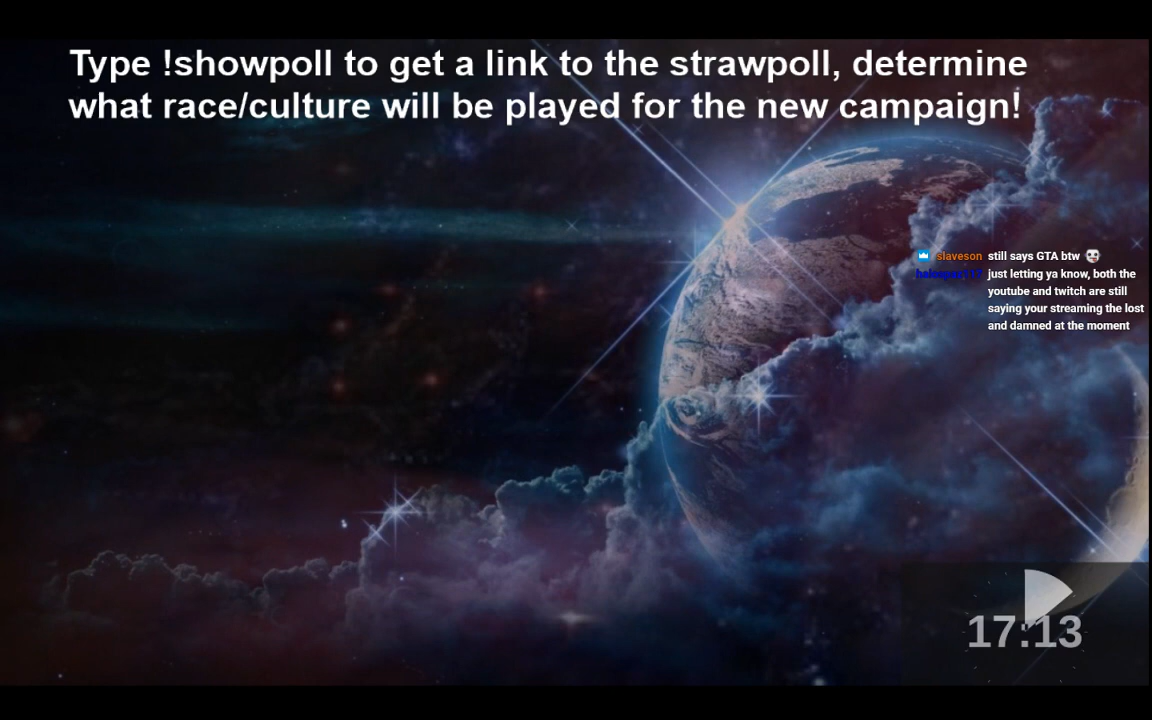 Type !showpoll to get a link to the strawpoll, determine
what race/culture will be played for the new campaign!
slaveson still says GTA btw
just letting ya know, both the
youtube and twitch are still
saying your streaming the lost
and damned at the moment
17:13